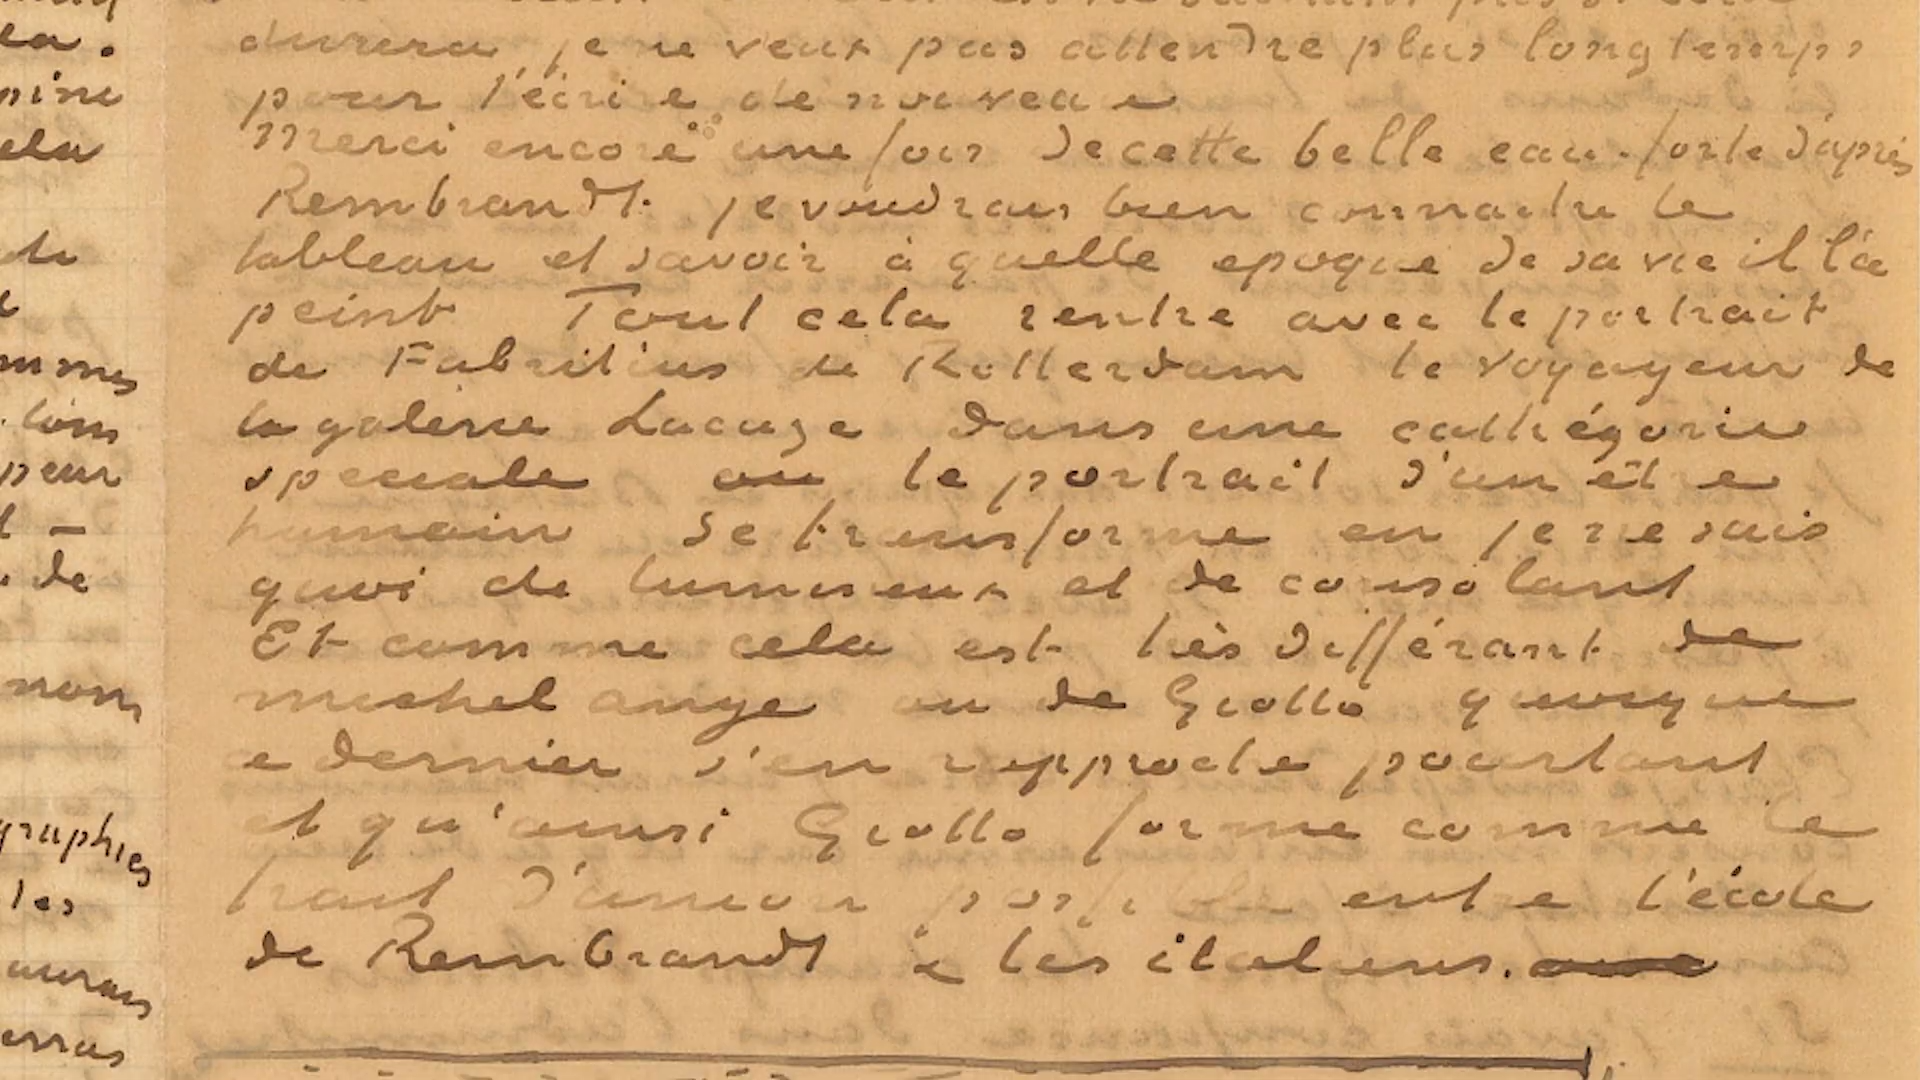 durera je ne veux pas attendre plus longtemps
pour t'écrire de nouveau
Merci encore une fois de cette belle eau-forte d'après
Rembrandt. je voudrais bien connaitre le
tableau et savoir à quelle epoque de sa vie il l'a
peint Tout cela rentre avec le portrait
de Fabritius de Rotterdam le voyageur de
la galerie Lacaze dans une cathégorie
speciale ou le portrait d'un être
humain se transforme en je ne sais
quoi de lumineux et de consolant
Et comme cela est très différant de
michel ange ou de Giotto quoique
ce dernier s'en rapproche pourtant
et qu'ainsi Giotto forme comme le
trait d'union possible entre l'école
de Rembrandt & les italiens.